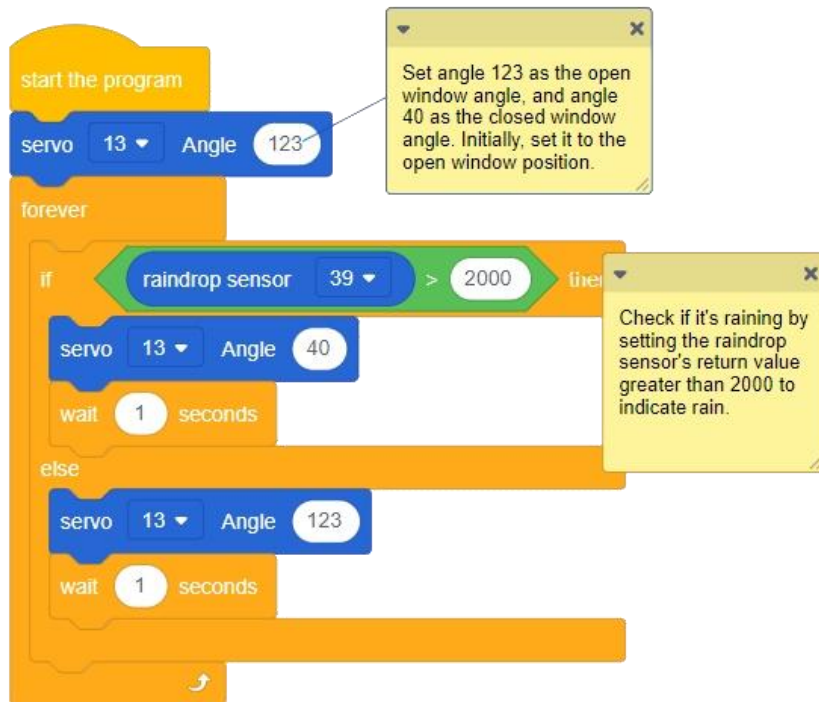 start the program
servo 13 Angle 123
Set angle 123 as the open
window angle, and angle
40 as the closed window
angle. Initially, set it to the
open window position.
forever
if raindrop sensor 39 > 2000 then
Check if it's raining by
setting the raindrop
sensor's return value
greater than 2000 to
indicate rain.
servo 13 Angle 40
wait 1 seconds
else
servo 13 Angle 123
wait 1 seconds